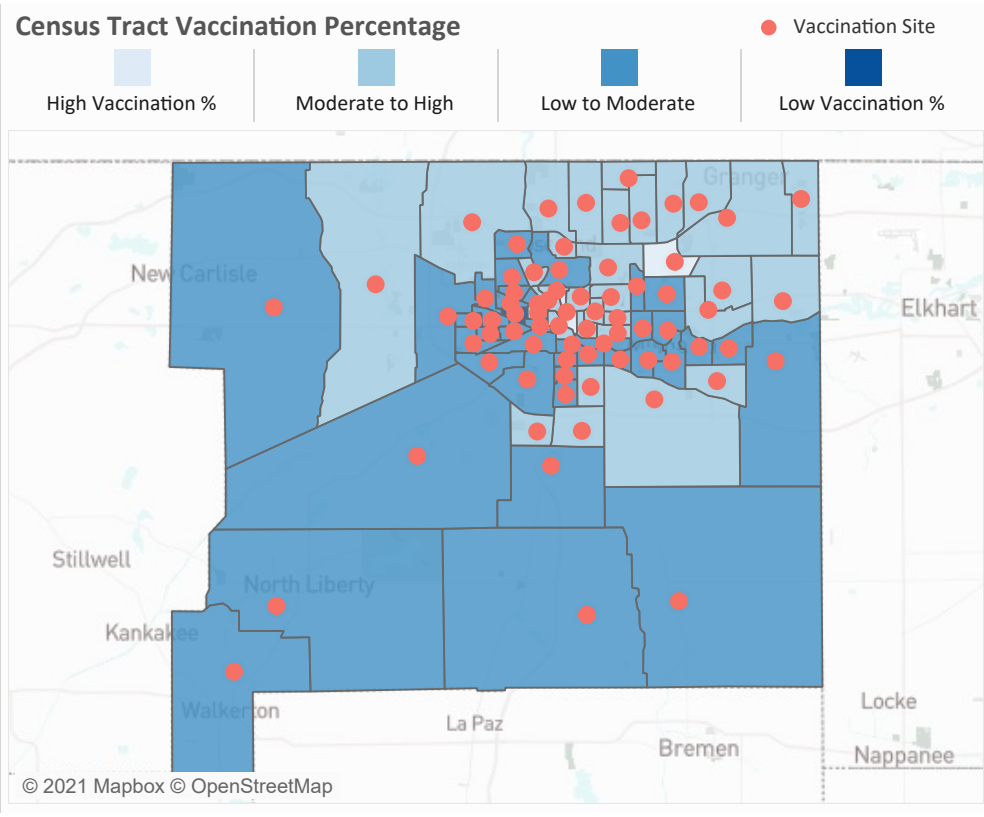 Census Tract Vaccination Percentage
Vaccination Site
High Vaccination %
Moderate to High
Low to Moderate
Low Vaccination %
Granger
New Carlisle
Elkhart
Stillwell
North Liberty
Kankakee
Walkerton
La Paz
Locke
Bremen
Nappanee
© 2021 Mapbox © OpenStreetMap